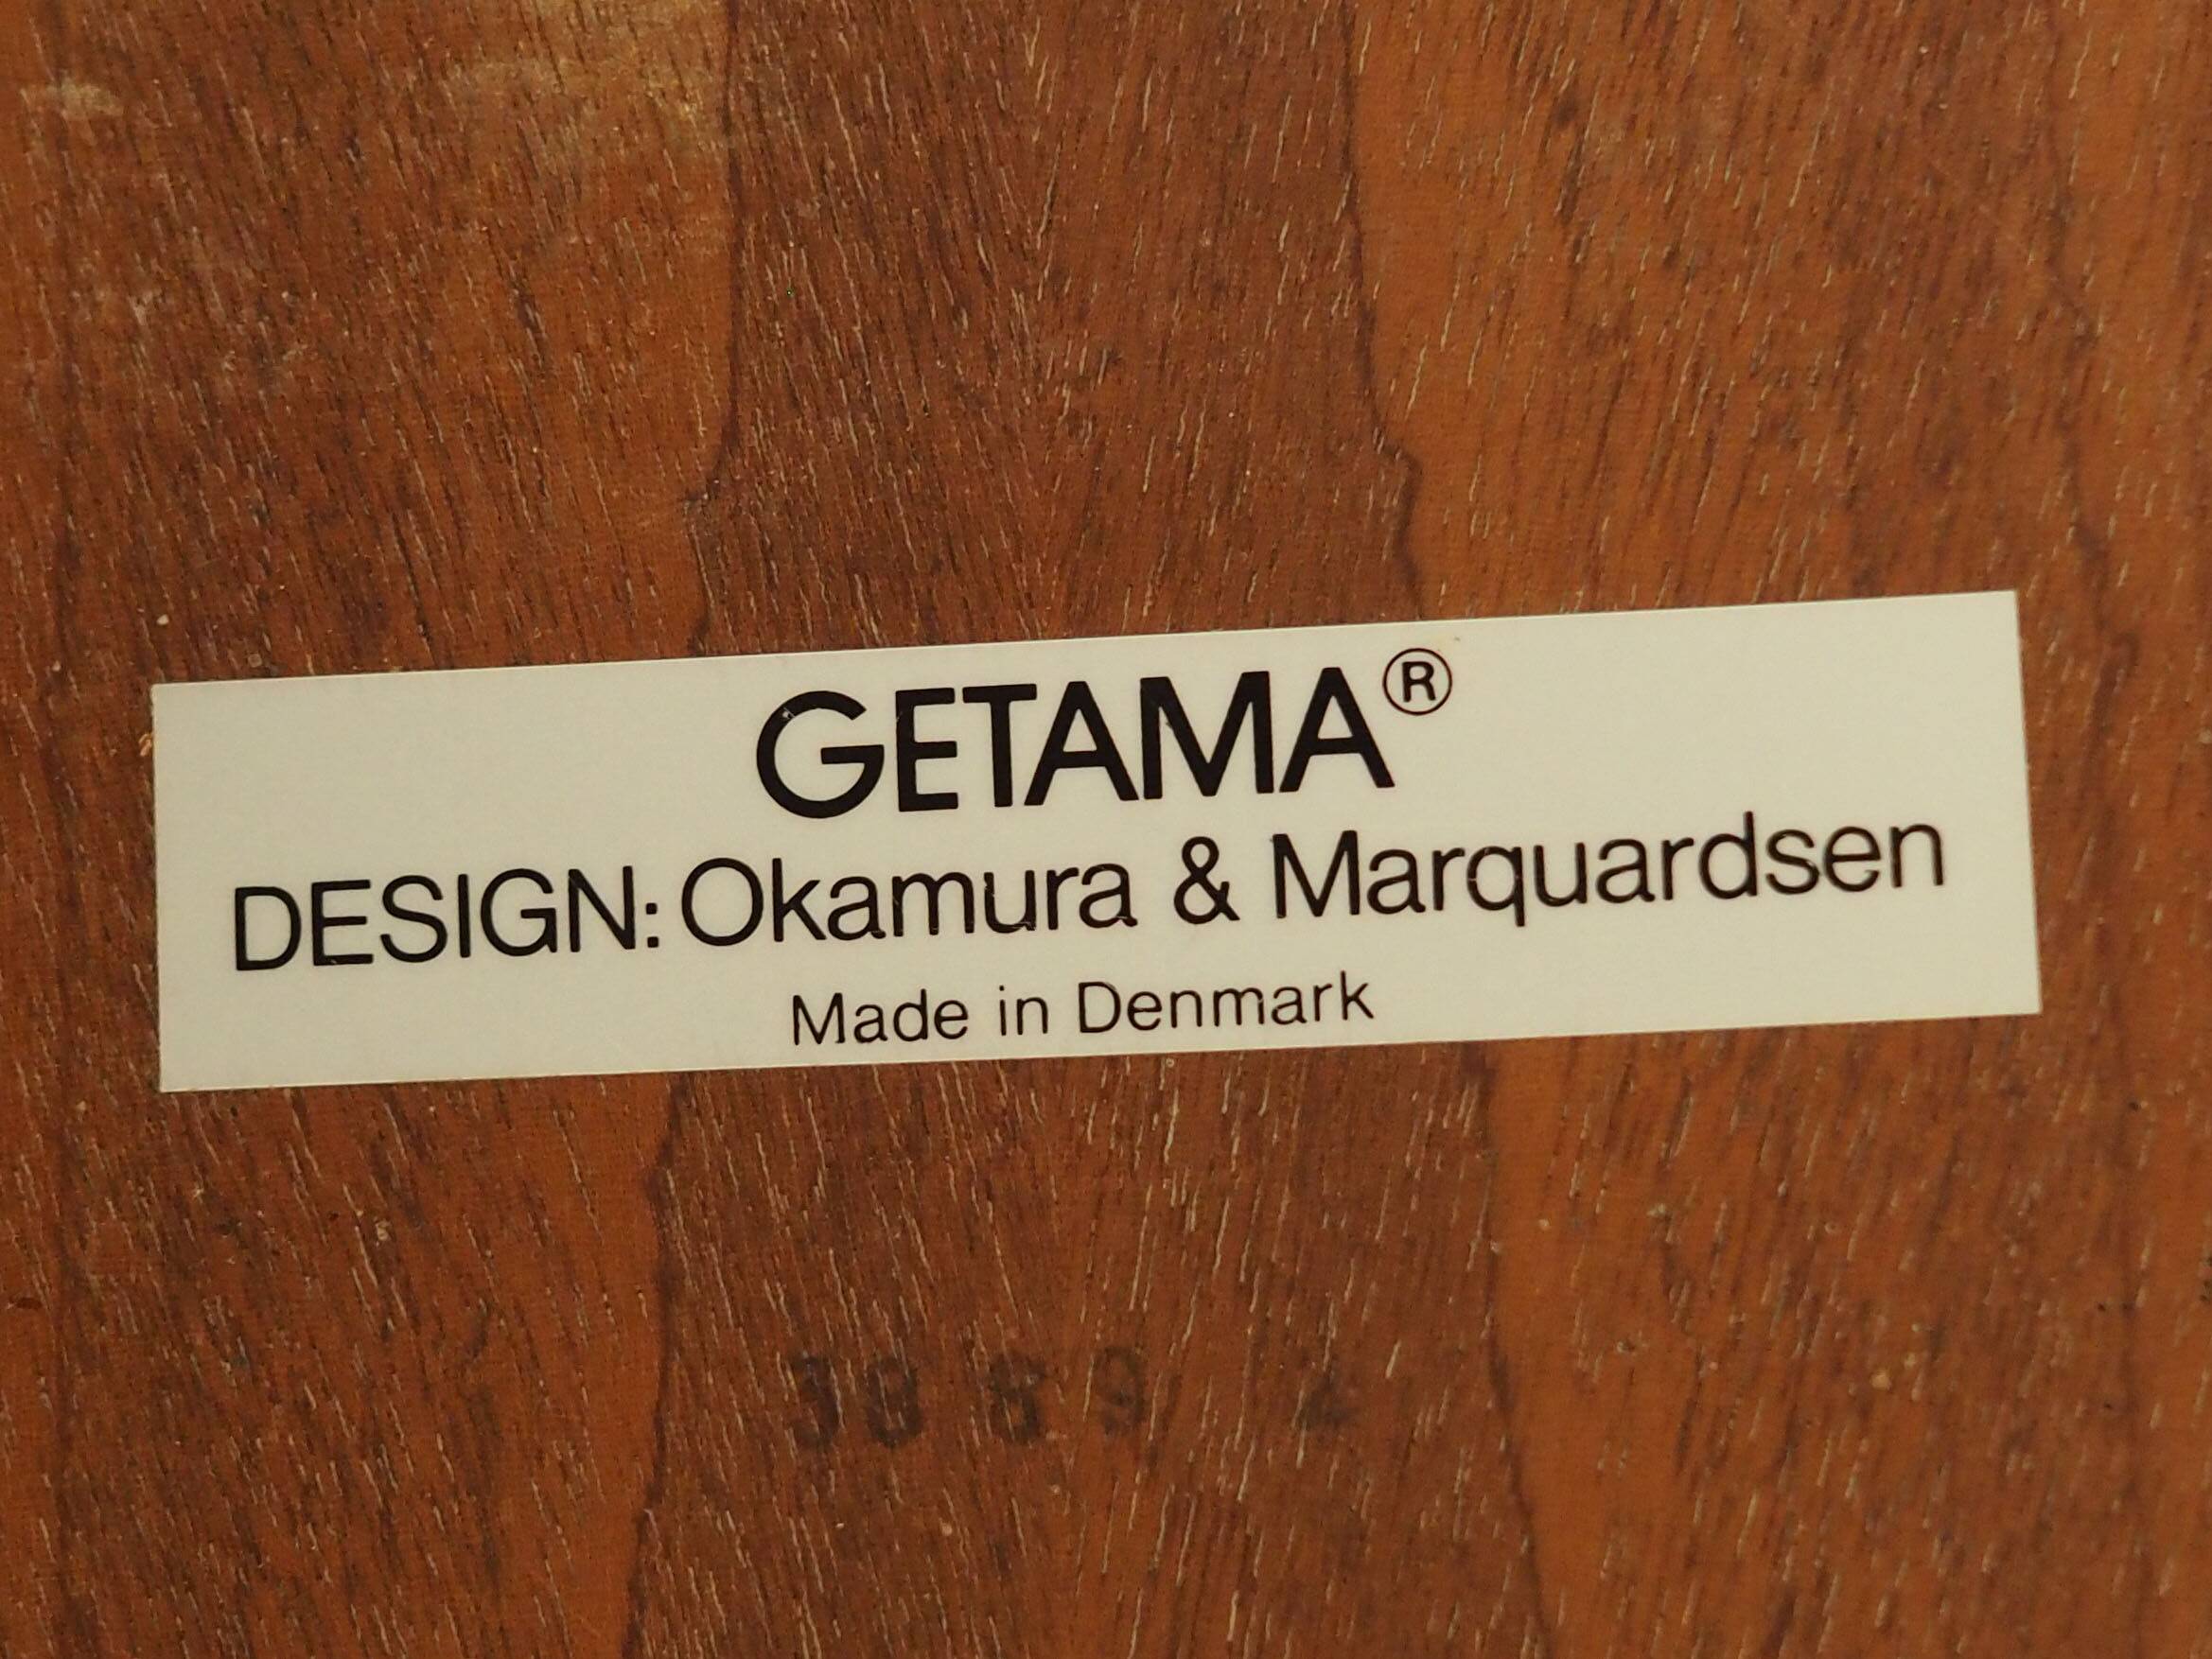 GETAMA®
DESIGN: Okamura & Marquardsen
Made in Denmark